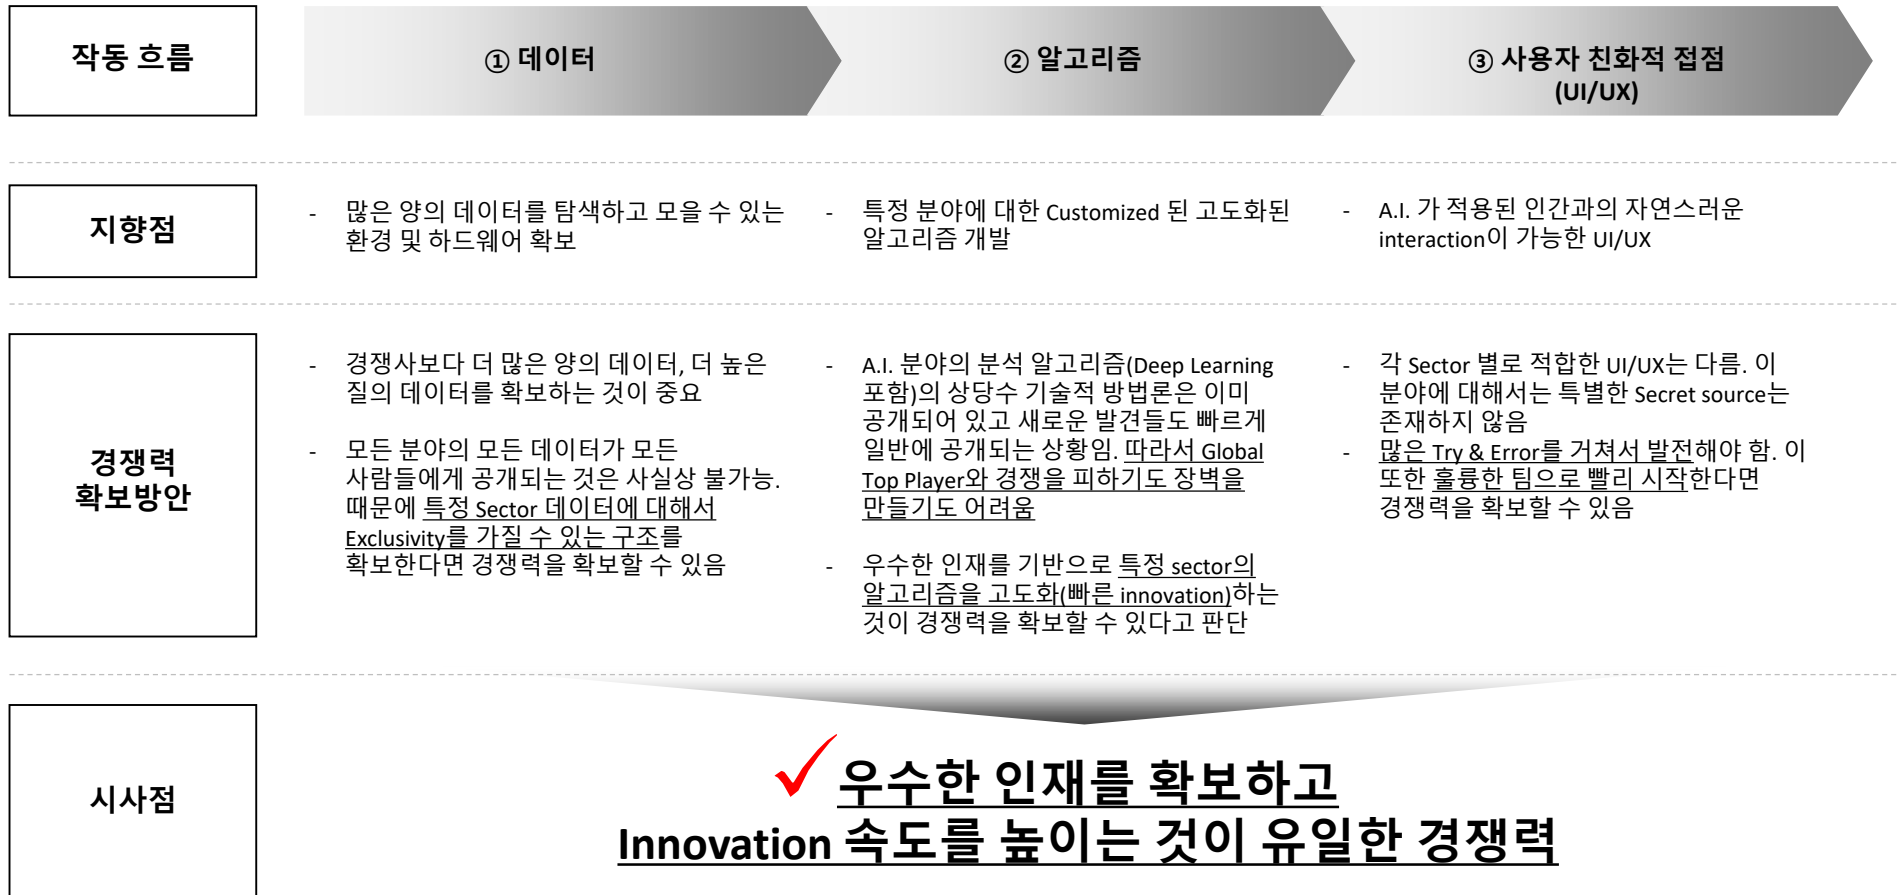 작동 흐름
① 데이터
② 알고리즘
③ 사용자 친화적 접점
(UI/UX)
지향점
- 많은 양의 데이터를 탐색하고 모을 수 있는
환경 및 하드웨어 확보
- 특정 분야에 대한 Customized 된 고도화된
알고리즘 개발
- A.I. 가 적용된 인간과의 자연스러운
interaction이 가능한 UI/UX
경쟁력
확보방안
- 경쟁사보다 더 많은 양의 데이터, 더 높은
질의 데이터를 확보하는 것이 중요
- 모든 분야의 모든 데이터가 모든
사람들에게 공개되는 것은 사실상 불가능.
때문에 특정 Sector 데이터에 대해서
Exclusivity를 가질 수 있는 구조를
확보한다면 경쟁력을 확보할 수 있음
- A.I. 분야의 분석 알고리즘(Deep Learning
포함)의 상당수 기술적 방법론은 이미
공개되어 있고 새로운 발견들도 빠르게
일반에 공개되는 상황임. 따라서 Global
Top Player와 경쟁을 피하기도 장벽을
만들기도 어려움
- 우수한 인재를 기반으로 특정 sector의
알고리즘을 고도화(빠른 innovation)하는
것이 경쟁력을 확보할 수 있다고 판단
- 각 Sector 별로 적합한 UI/UX는 다름. 이
분야에 대해서는 특별한 Secret source는
존재하지 않음
- 많은 Try & Error를 거쳐서 발전해야 함. 이
또한 훌륭한 팀으로 빨리 시작한다면
경쟁력을 확보할 수 있음
시사점
우수한 인재를 확보하고
Innovation 속도를 높이는 것이 유일한 경쟁력